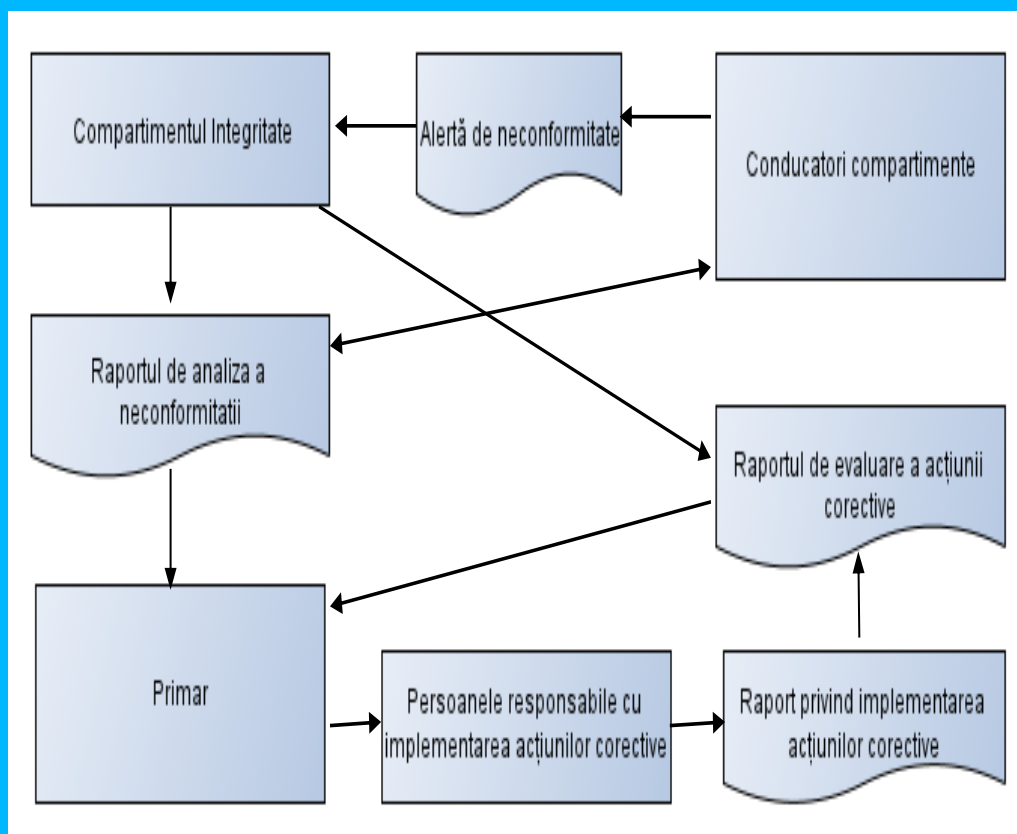 Compartimentul Integritate
Alertă de neconformitate
Conducatori compartimente
Raportul de analiza a
neconformitatii
Raportul de evaluare a acțiunii
corective
Primar
Persoanele responsabile cu
implementarea acțiunilor corective
Raport privind implementarea
acțiunilor corective